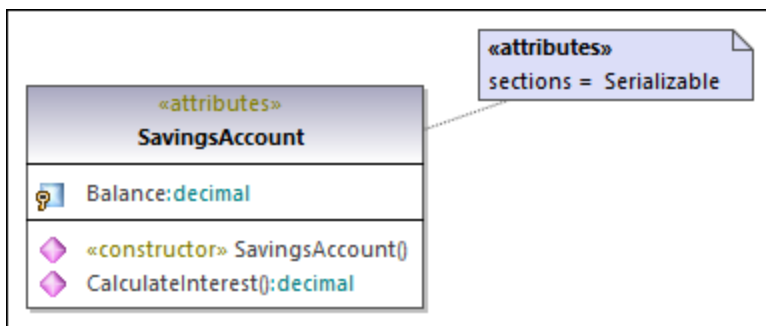 «attributes»
sections = Serializable
«attributes»
SavingsAccount
Balance:decimal
«constructor» SavingsAccount()
CalculateInterest():decimal